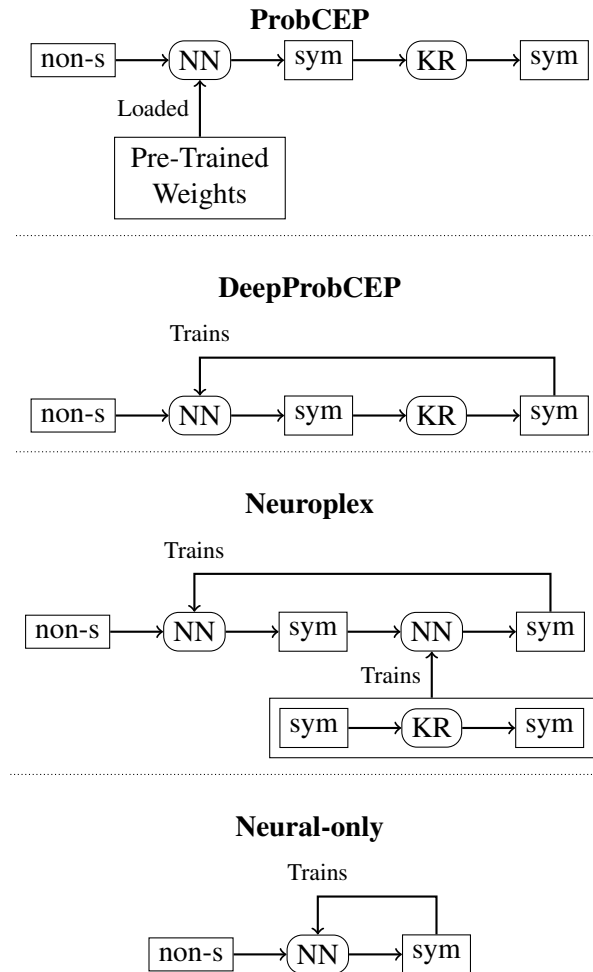 ProbCEP
non-s NN sym KR sym
Loaded
Pre-Trained
Weights
DeepProbCEP
Trains
non-s NN sym KR sym
Neuroplex
Trains
non-s NN sym NN sym
Trains
sym KR sym
Neural-only
Trains
non-s NN sym